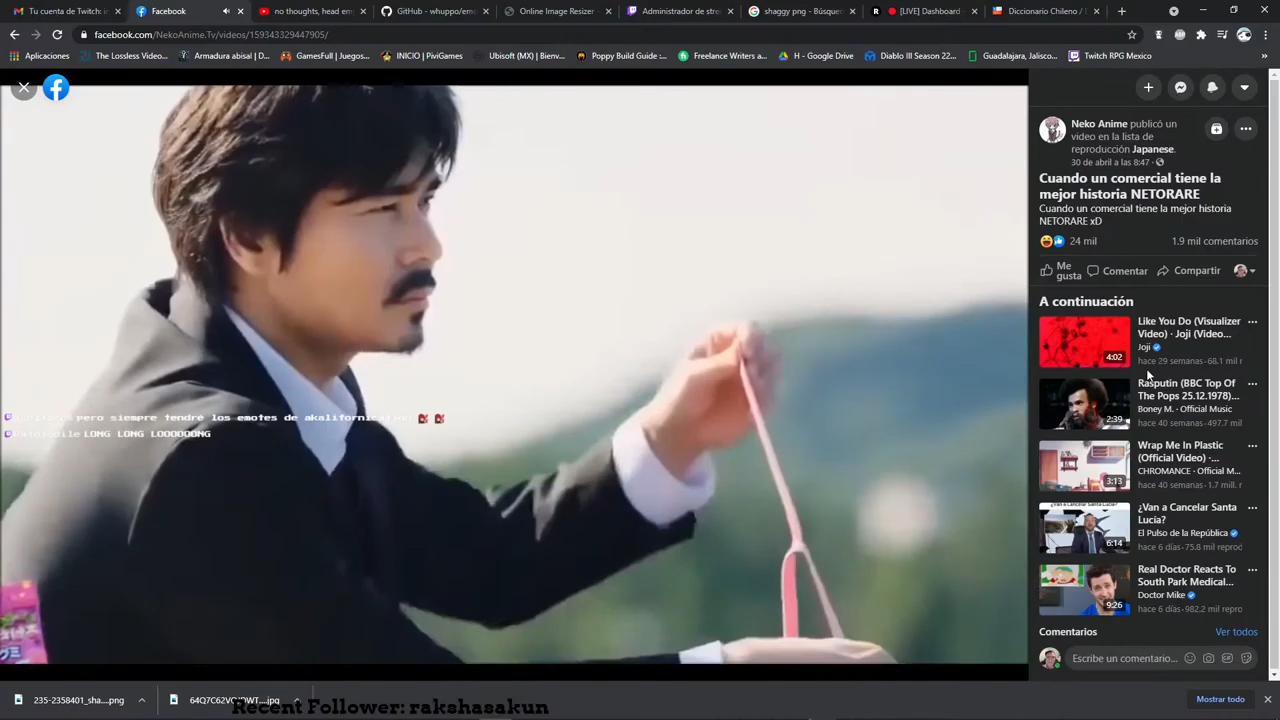 Tu cuenta de Twitch: in
Facebook
no thoughts, head em
GitHub - whuppo/em
Online Image Resizer
Administrador de stre
shaggy png - Búsque
[LIVE] Dashboard
Diccionario Chileno /
facebook.com/NekoAnime.Tv/videos/159343329447905/
Aplicaciones
The Lossless Video...
Armadura abisal | D...
GamesFull | Juegos...
INICIO | PiviGames
Ubisoft (MX) | Bienv...
Poppy Build Guide :...
Freelance Writers a...
H - Google Drive
Diablo III Season 22...
Guadalajara, Jalisco...
Twitch RPG Mexico
Neko Anime publicó un
video en la lista de
reproducción Japanese.
30 de abril a las 8:47
Cuando un comercial tiene la
mejor historia NETORARE
Cuando un comercial tiene la mejor historia
NETORARE xD
24 mil
1.9 mil comentarios
Me gusta
Comentar
Compartir
A continuación
4:02
Like You Do (Visualizer
Video) · Joji (Video...
Joji
hace 29 semanas · 68.1 mil r
2:39
Rasputin (BBC Top Of
The Pops 25.12.1978)...
Boney M. · Official Music
hace 40 semanas · 497.7 mil
3:13
Wrap Me In Plastic
(Official Video) ·...
CHROMANCE · Official M...
hace 40 semanas · 1.7 mill. r
6:14
¿Van a Cancelar Santa
Lucía?
El Pulso de la República
hace 6 días · 75.8 mil reprod
9:26
Real Doctor Reacts To
South Park Medical...
Doctor Mike
hace 6 días · 982.2 mil repro
Comentarios
Ver todos
Escribe un comentario...
pero siempre tendré los emotes de
LONG LONG LOOOOONG
235-2358401_sha....png
Mostrar todo
Recent Follower: rakshasakun